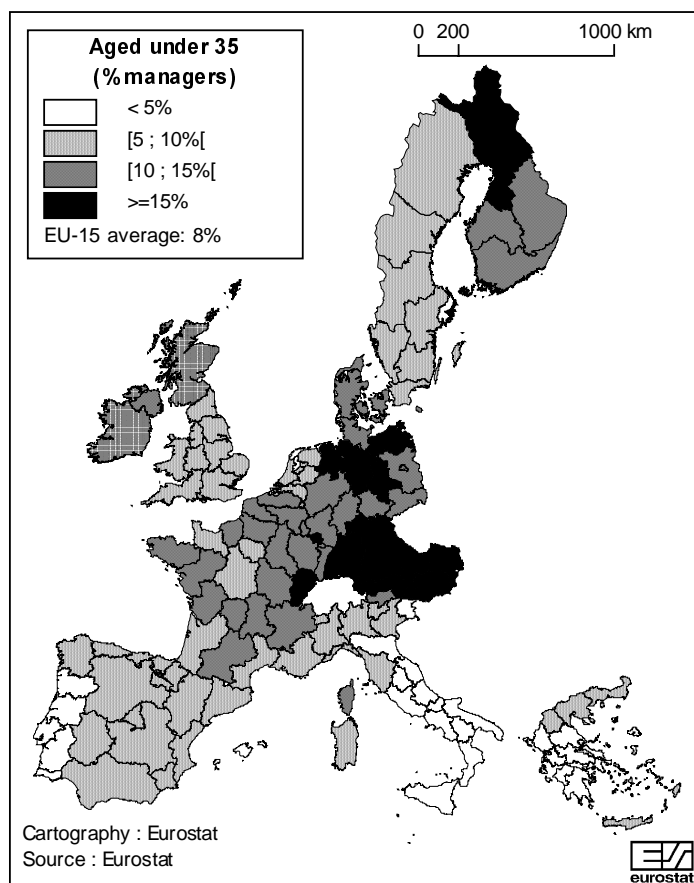 Aged under 35
(% managers)
< 5%
[5 ; 10%[
[10 ; 15%[
>=15%
EU-15 average: 8%
0 200 1000 km
Cartography : Eurostat
Source : Eurostat
eurostat